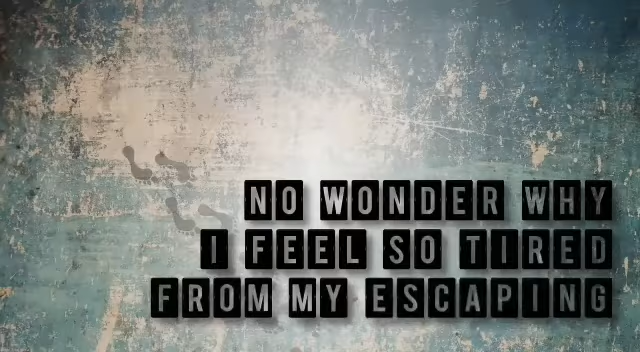 NO WONDER WHY
I FEEL SO TIRED
FROM MY ESCAPING